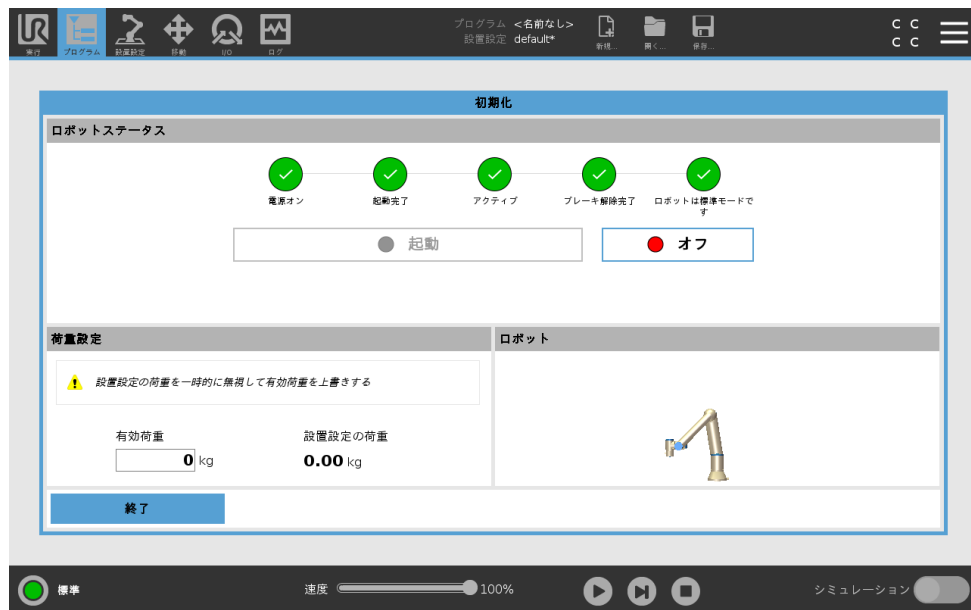 UR
実行
プログラム
設置設定
移動
I/O
ログ
プログラム <名前なし>
設置設定 default*
新規...
開く...
保存...
C C
C C
初期化
ロボットステータス
電源オン
起動完了
アクティブ
ブレーキ解除完了
ロボットは標準モードで
す
起動
オフ
荷重設定
設置設定の荷重を一時的に無視して有効荷重を上書きする
有効荷重
0 kg
設置設定の荷重
0.00 kg
ロボット
終了
標準
速度
100%
シミュレーション